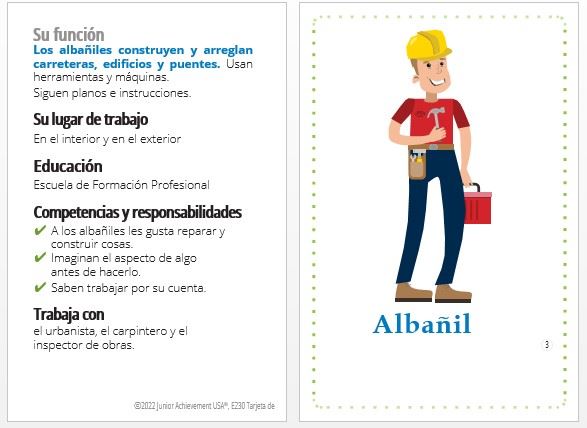 Su función
Los albañiles construyen y arreglan
carreteras, edificios y puentes. Usan
herramientas y máquinas.
Siguen planos e instrucciones.
Su lugar de trabajo
En el interior y en el exterior
Educación
Escuela de Formación Profesional
Competencias y responsabilidades
✔ A los albañiles les gusta reparar y
construir cosas.
✔ Imaginan el aspecto de algo
antes de hacerlo.
✔ Saben trabajar por su cuenta.
Trabaja con
el urbanista, el carpintero y el
inspector de obras.
©2022 Junior Achievement USA®, E230 Tarjeta de
Albañil
3